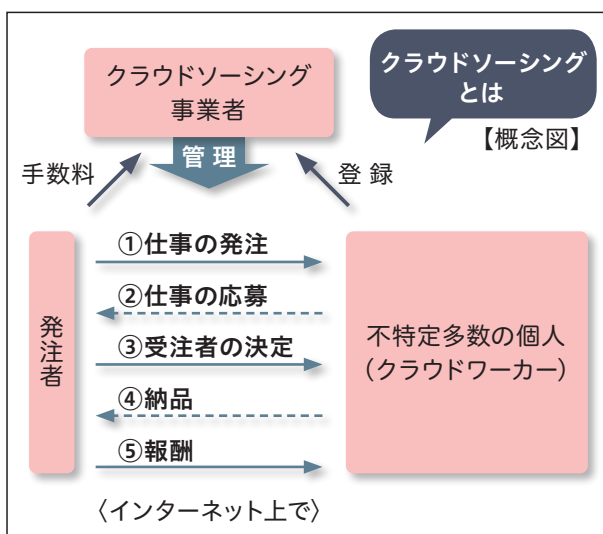 クラウドソーシング
事業者
クラウドソーシング
とは
【概念図】
管理
手数料
登録
①仕事の発注
②仕事の応募
③受注者の決定
④納品
⑤報酬
発注者
不特定多数の個人
（クラウドワーカー）
〈インターネット上で〉